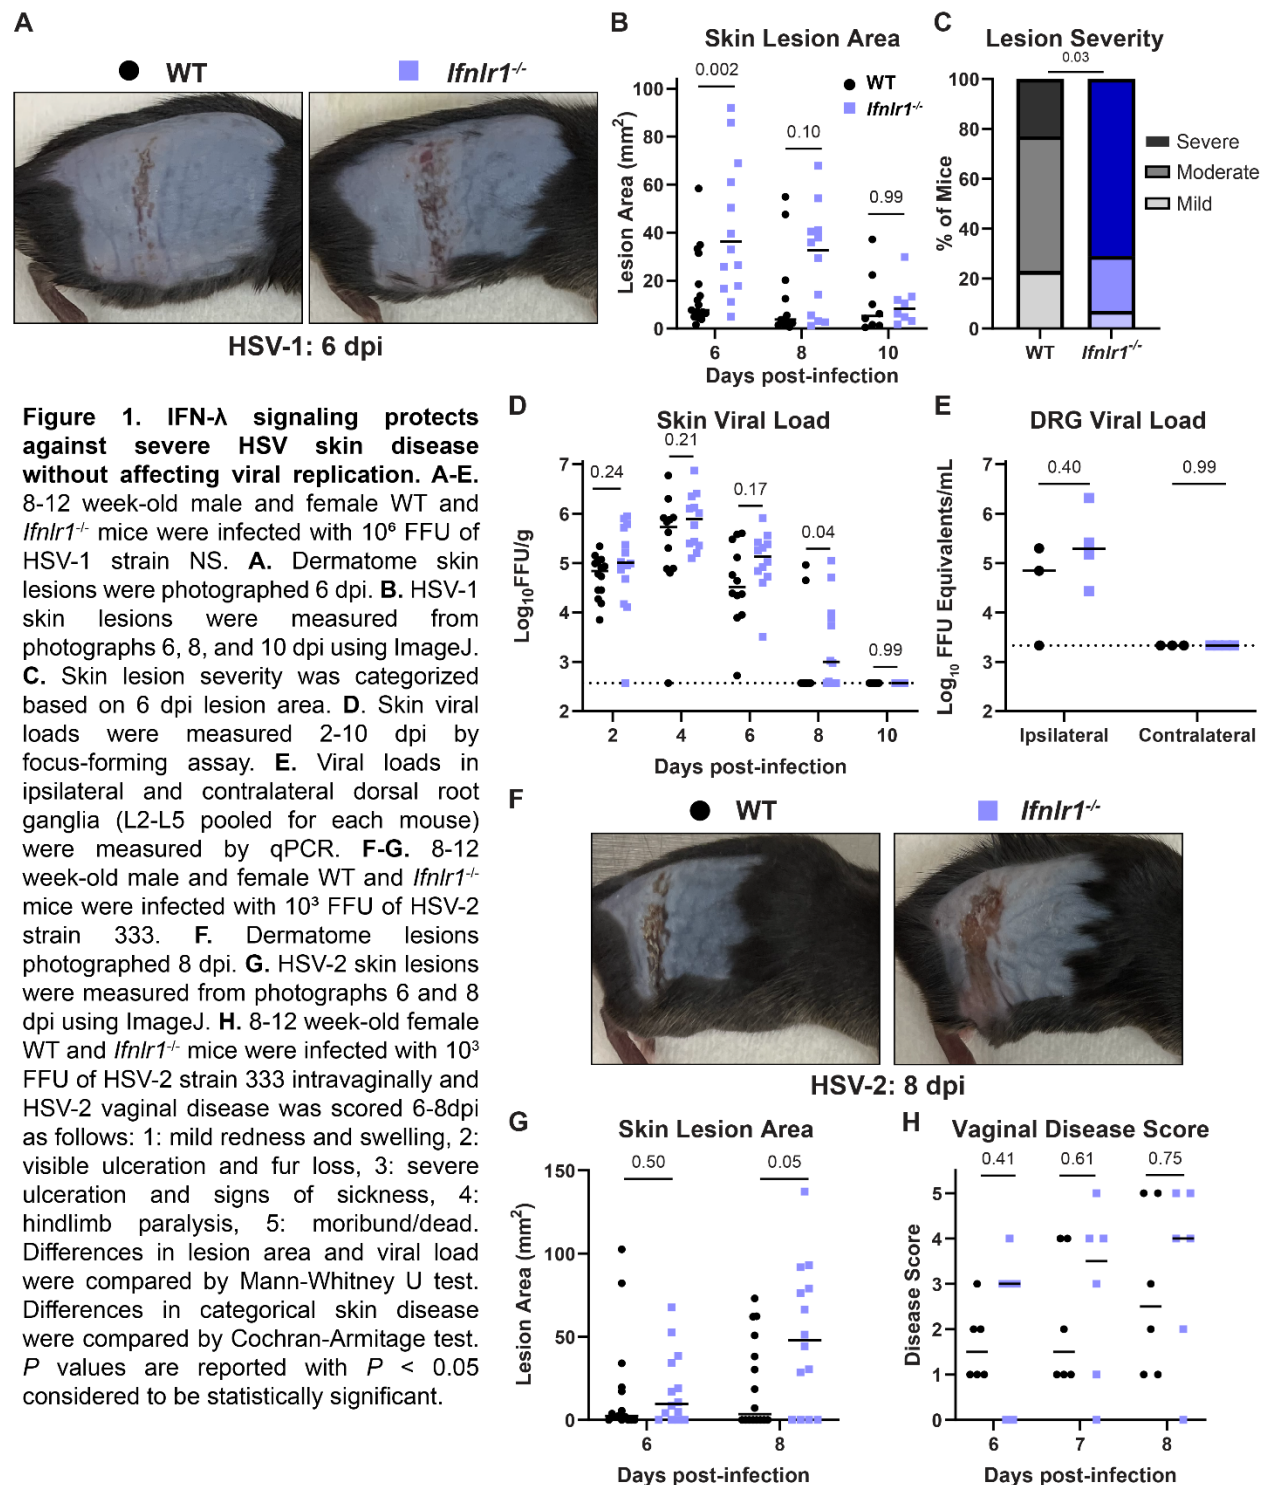 A
WT
Ifnlr1-/-
HSV-1: 6 dpi
B
Skin Lesion Area
WT
Ifnlr1-/-
0.002
0.10
0.99
Lesion Area (mm2)
100
80
60
40
20
0
6 8 10
Days post-infection
C
Lesion Severity
0.03
% of Mice
100
80
60
40
20
0
WT Ifnlr1-/-
Severe
Moderate
Mild
Figure 1. IFN-λ signaling protects
against severe HSV skin disease
without affecting viral replication. A-E.
8-12 week-old male and female WT and
Ifnlr1-/- mice were infected with 10⁶ FFU of
HSV-1 strain NS. A. Dermatome skin
lesions were photographed 6 dpi. B. HSV-1
skin lesions were measured from
photographs 6, 8, and 10 dpi using ImageJ.
C. Skin lesion severity was categorized
based on 6 dpi lesion area. D. Skin viral
loads were measured 2-10 dpi by
focus-forming assay. E. Viral loads in
ipsilateral and contralateral dorsal root
ganglia (L2-L5 pooled for each mouse)
were measured by qPCR. F-G. 8-12
week-old male and female WT and Ifnlr1-/-
mice were infected with 10³ FFU of HSV-2
strain 333. F. Dermatome lesions
photographed 8 dpi. G. HSV-2 skin lesions
were measured from photographs 6 and 8
dpi using ImageJ. H. 8-12 week-old female
WT and Ifnlr1-/- mice were infected with 10³
FFU of HSV-2 strain 333 intravaginally and
HSV-2 vaginal disease was scored 6-8dpi
as follows: 1: mild redness and swelling, 2:
visible ulceration and fur loss, 3: severe
ulceration and signs of sickness, 4:
hindlimb paralysis, 5: moribund/dead.
Differences in lesion area and viral load
were compared by Mann-Whitney U test.
Differences in categorical skin disease
were compared by Cochran-Armitage test.
P values are reported with P < 0.05
considered to be statistically significant.
D
Skin Viral Load
0.24
0.21
0.17
0.04
0.99
Log10FFU/g
7
6
5
4
3
2
2 4 6 8 10
Days post-infection
E
DRG Viral Load
0.40
0.99
Log10 FFU Equivalents/mL
7
6
5
4
3
2
Ipsilateral Contralateral
F
WT
Ifnlr1-/-
HSV-2: 8 dpi
G
Skin Lesion Area
0.50
0.05
Lesion Area (mm2)
150
100
50
0
6 8
Days post-infection
H
Vaginal Disease Score
0.41
0.61
0.75
Disease Score
5
4
3
2
1
0
6 7 8
Days post-infection